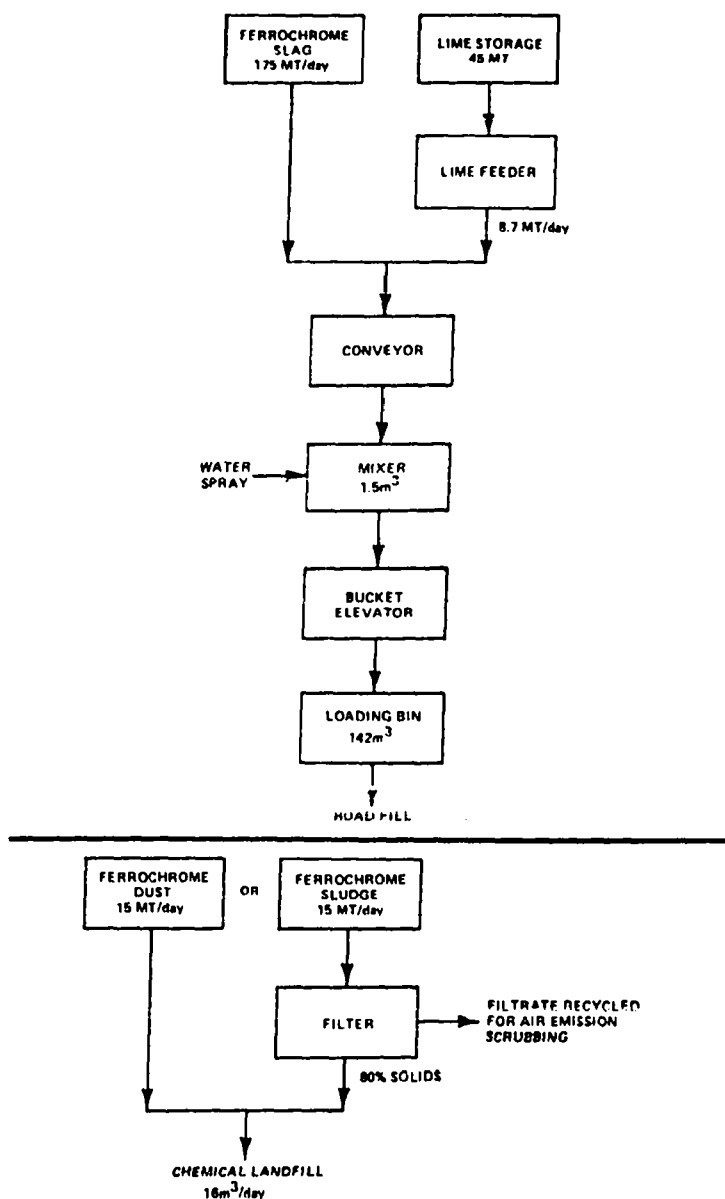 FERROCHROME
SLAG
175 MT/day
LIME STORAGE
45 MT
LIME FEEDER
8.7 MT/day
CONVEYOR
WATER
SPRAY
MIXER
1.5m³
BUCKET
ELEVATOR
LOADING BIN
142m³
ROAD FILL
FERROCHROME
DUST
15 MT/day
OR
FERROCHROME
SLUDGE
15 MT/day
FILTER
FILTRATE RECYCLED
FOR AIR EMISSION
SCRUBBING
80% SOLIDS
CHEMICAL LANDFILL
16m³/day